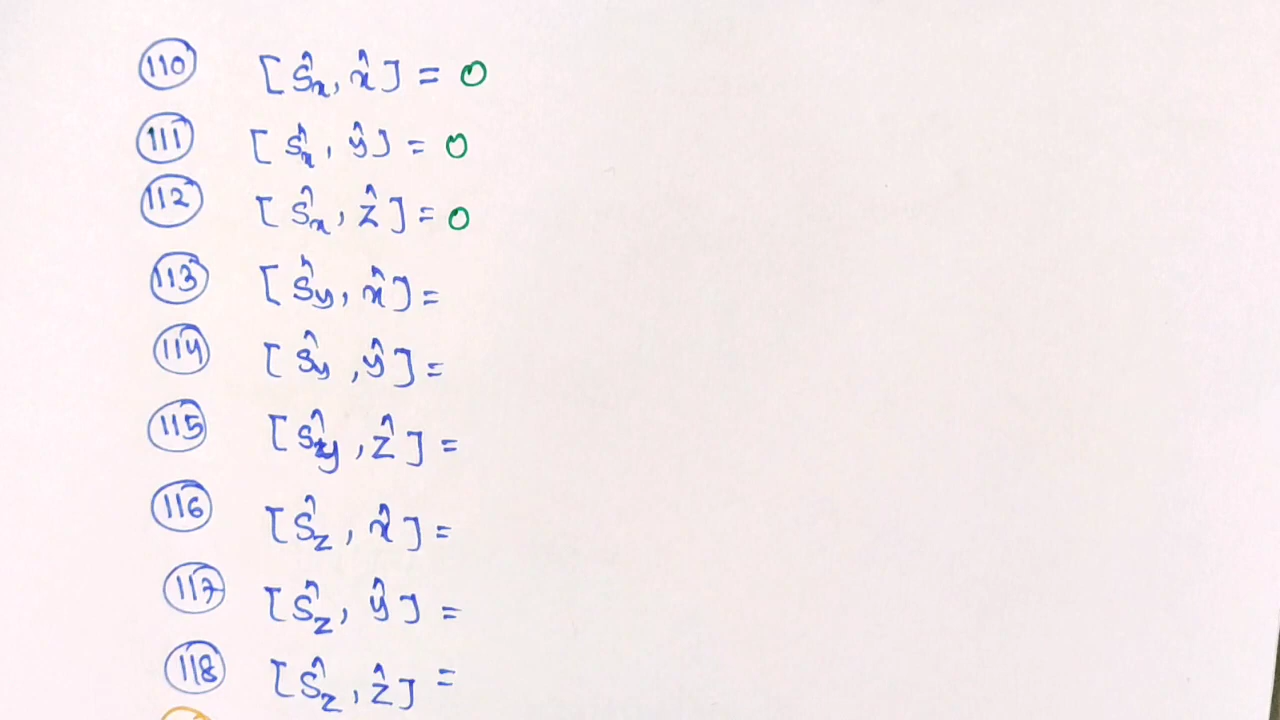 110 [Ŝx, x̂] = 0
111 [Ŝx, ŷ] = 0
112 [Ŝx, ẑ] = 0
113 [Ŝy, x̂] =
114 [Ŝy, ŷ] =
115 [Ŝy, ẑ] =
116 [Ŝz, x̂] =
117 [Ŝz, ŷ] =
118 [Ŝz, ẑ] =